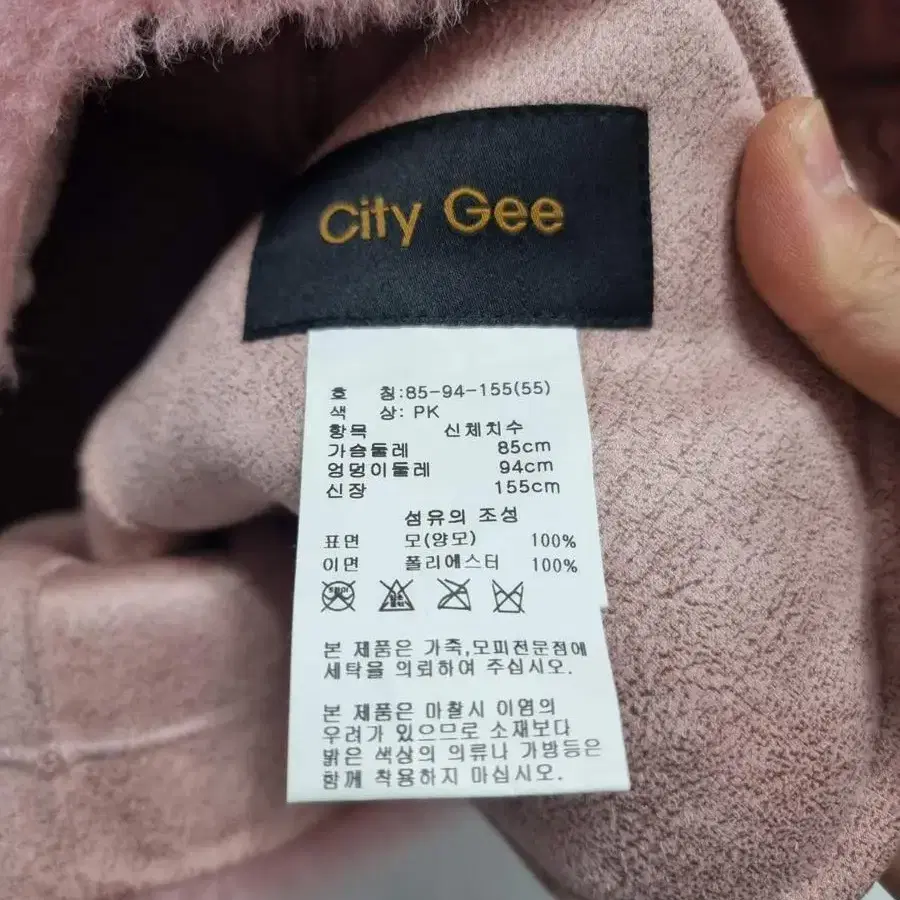 City Gee
호 칭:85-94-155(55)
색 상: PK
항목 신체치수
가슴둘레 85cm
엉덩이둘레 94cm
신장 155cm
섬유의 조성
표면 모(양모) 100%
이면 폴리에스터 100%
본 제품은 가죽,모피전문점에
세탁을 의뢰하여 주십시오.
본 제품은 마찰시 이염의
우려가 있으므로 소재보다
밝은 색상의 의류나 가방등은
함께 착용하지 마십시오.